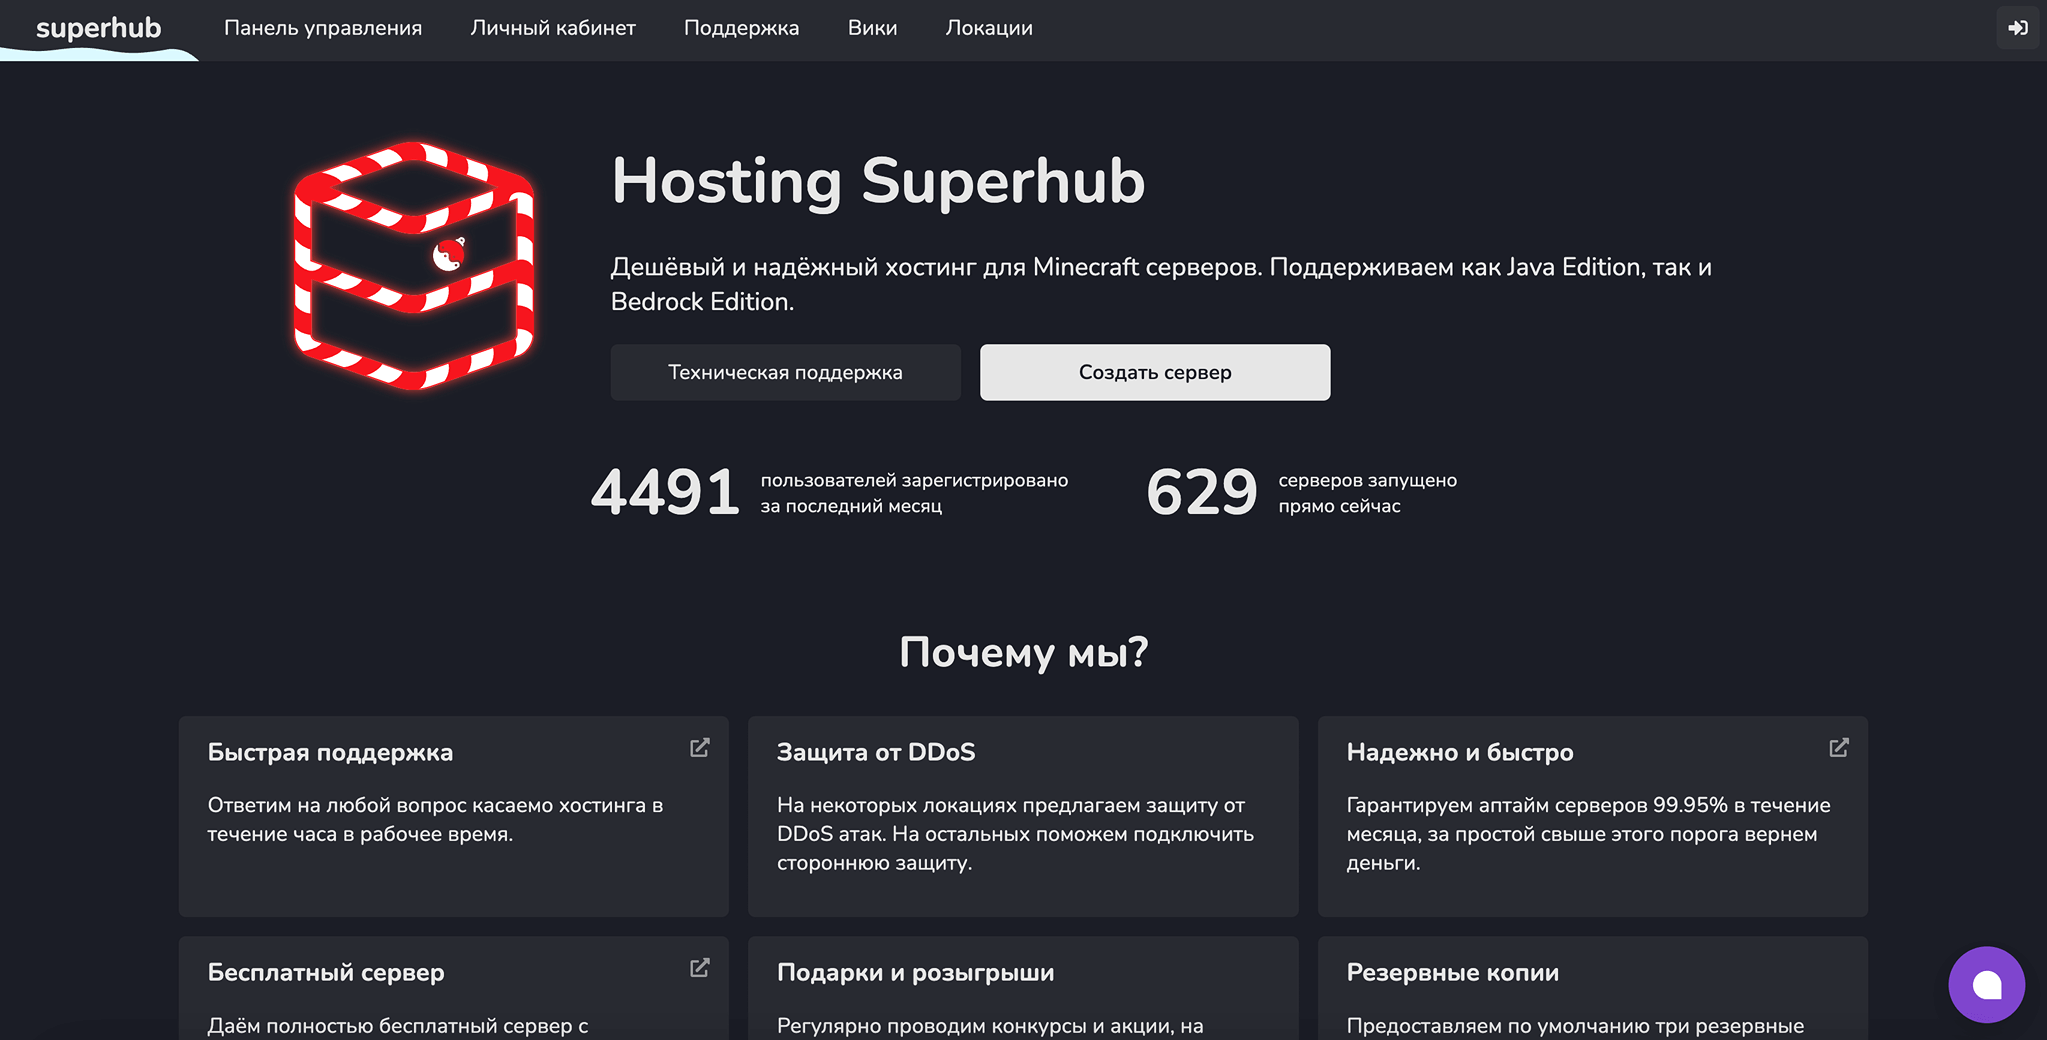 superhub
Панель управления
Личный кабинет
Поддержка
Вики
Локации
Hosting Superhub
Дешёвый и надёжный хостинг для Minecraft серверов. Поддерживаем как Java Edition, так и
Bedrock Edition.
Техническая поддержка
Создать сервер
4491
пользователей зарегистрировано
за последний месяц
629
серверов запущено
прямо сейчас
Почему мы?
Быстрая поддержка
Ответим на любой вопрос касаемо хостинга в
течение часа в рабочее время.
Защита от DDoS
На некоторых локациях предлагаем защиту от
DDoS атак. На остальных поможем подключить
стороннюю защиту.
Надежно и быстро
Гарантируем аптайм серверов 99.95% в течение
месяца, за простой свыше этого порога вернем
деньги.
Бесплатный сервер
Даём полностью бесплатный сервер с
Подарки и розыгрыши
Регулярно проводим конкурсы и акции, на
Резервные копии
Предоставляем по умолчанию три резервные